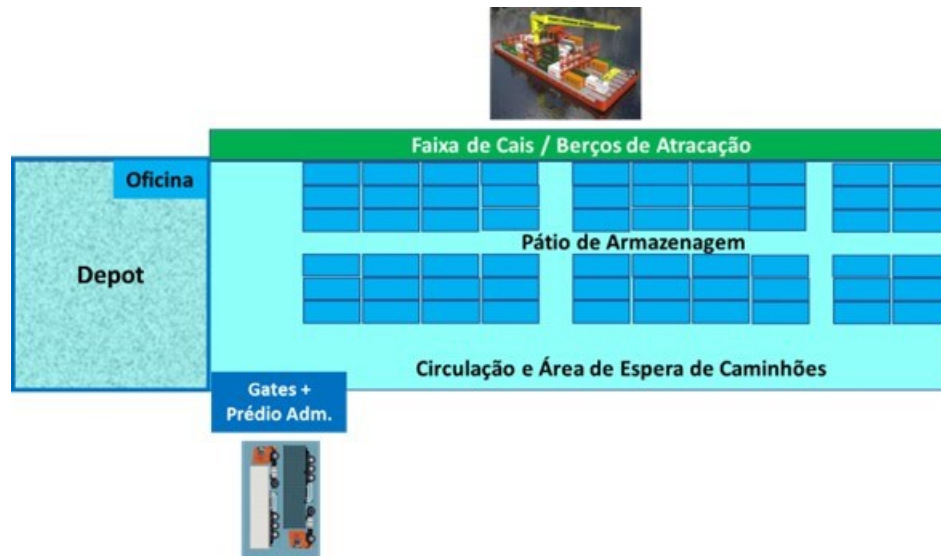 Faixa de Cais / Berços de Atracação
Oficina
Depot
Pátio de Armazenagem
Circulação e Área de Espera de Caminhões
Gates +
Prédio Adm.